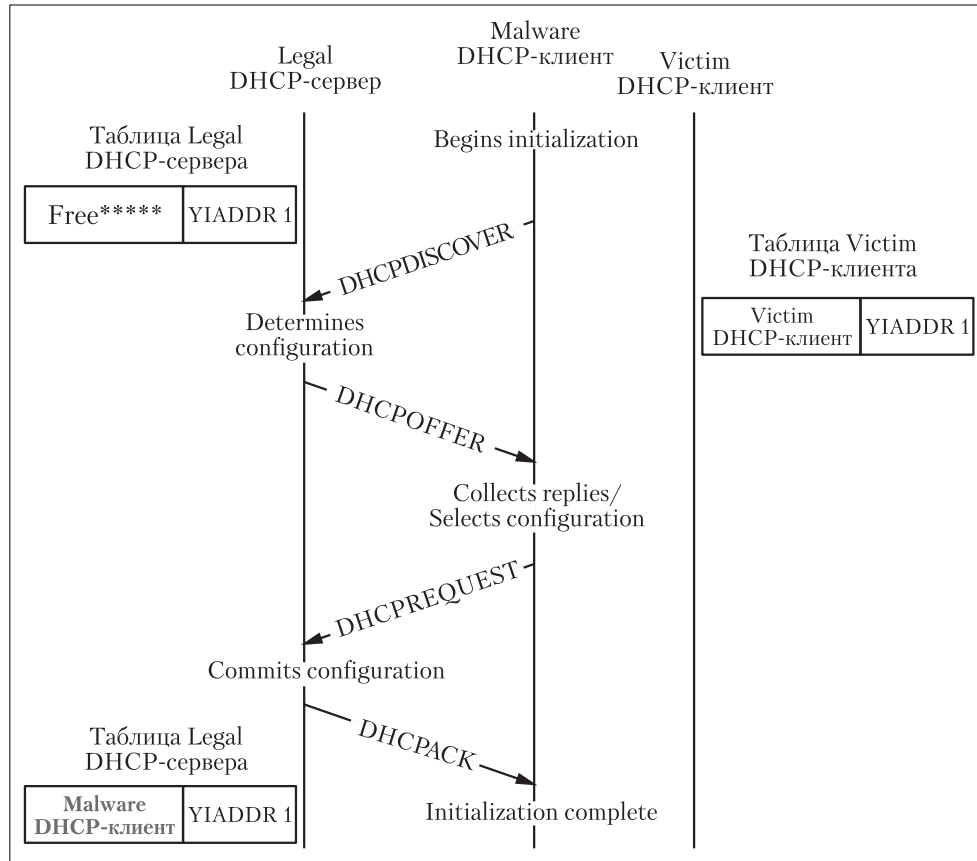 Legal
DHCP-сервер
Malware
DHCP-клиент
Victim
DHCP-клиент
Таблица Legal
DHCP-сервера
Free***** YIADDR 1
Begins initialization
DHCPDISCOVER
Таблица Victim
DHCP-клиента
Victim
DHCP-клиент
YIADDR 1
Determines
configuration
DHCPOFFER
Collects replies/
Selects configuration
DHCPREQUEST
Commits configuration
DHCPACK
Таблица Legal
DHCP-сервера
Malware
DHCP-клиент
YIADDR 1
Initialization complete